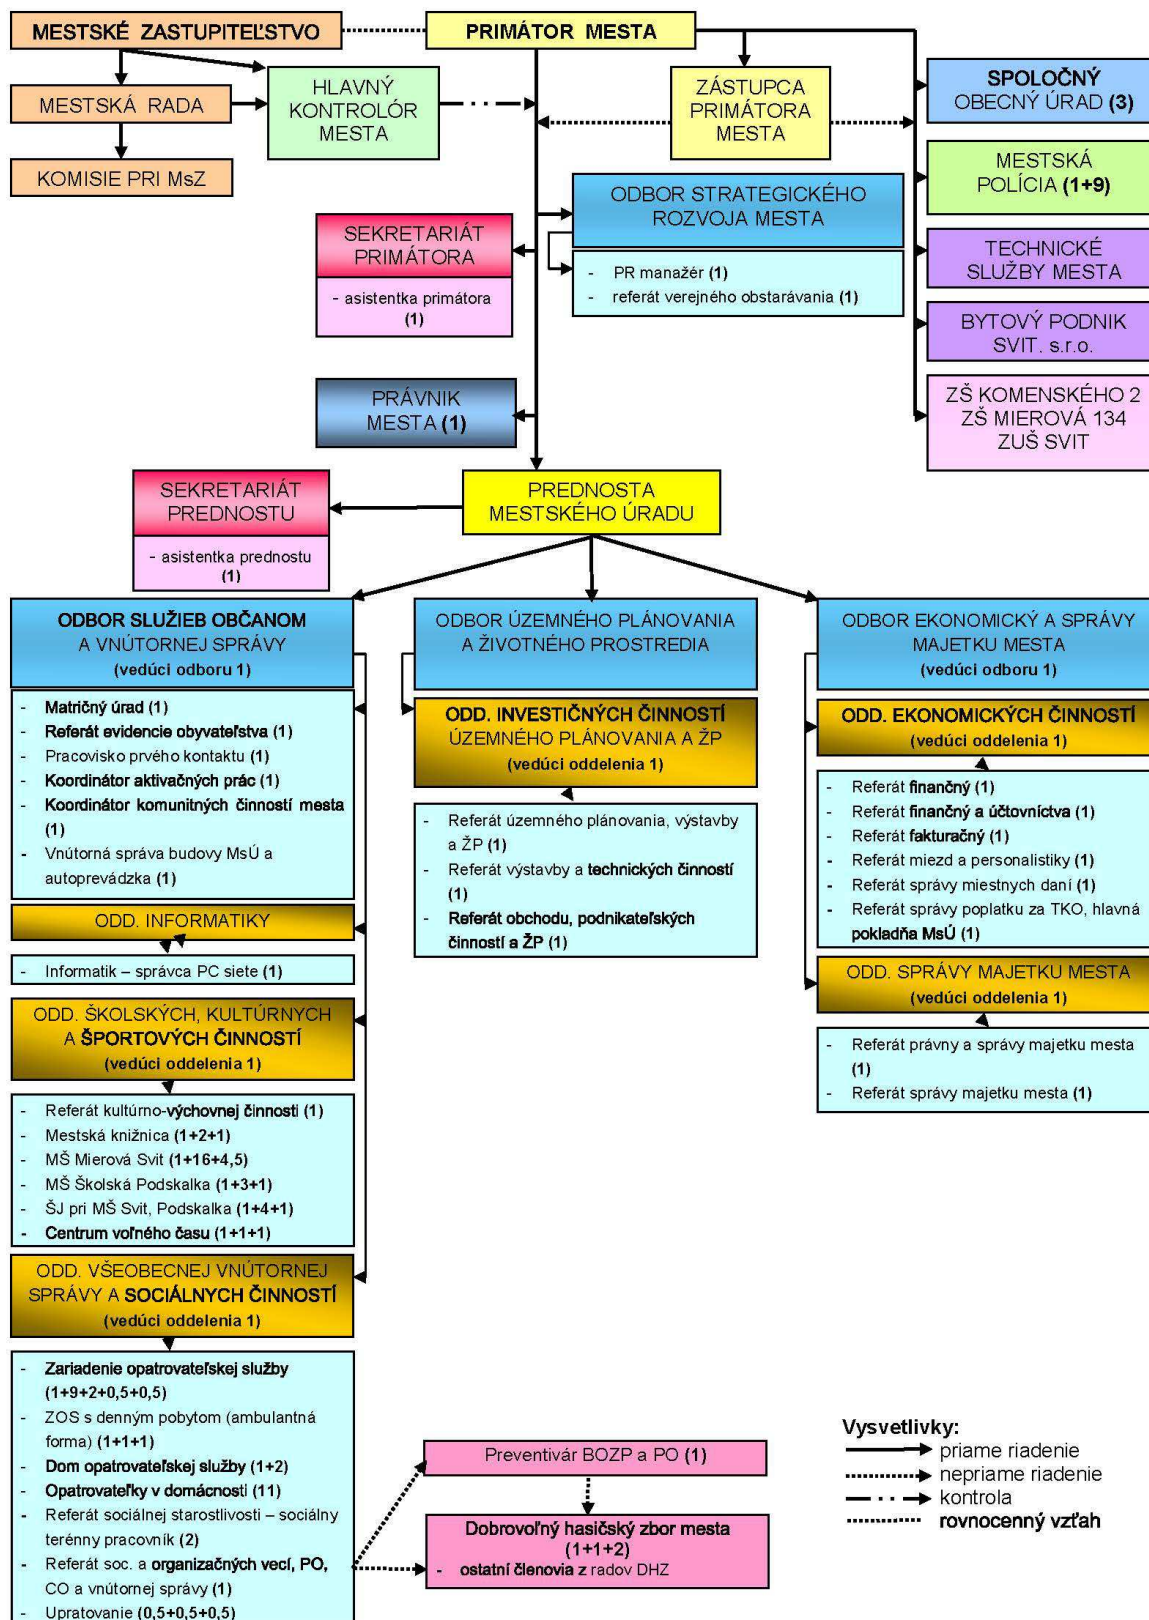 MESTSKÉ ZASTUPITEĽSTVO
PRIMÁTOR MESTA
MESTSKÁ RADA
HLAVNÝ
KONTROLÓR
MESTA
KOMISIE PRI MsZ
ZÁSTUPCA
PRIMÁTORA
MESTA
SPOLOČNÝ
OBECNÝ ÚRAD (3)
MESTSKÁ
POLÍCIA (1+9)
TECHNICKÉ
SLUŽBY MESTA
BYTOVÝ PODNIK
SVIT. s.r.o.
ZŠ KOMENSKÉHO 2
ZŠ MIEROVÁ 134
ZUŠ SVIT
ODBOR STRATEGICKÉHO
ROZVOJA MESTA
- PR manažér (1)
- referát verejného obstarávania (1)
SEKRETARIÁT
PRIMÁTORA
- asistentka primátora
(1)
PRÁVNIK
MESTA (1)
SEKRETARIÁT
PREDNOSTU
- asistentka prednostu
(1)
PREDNOSTA
MESTSKÉHO ÚRADU
ODBOR SLUŽIEB OBČANOM
A VNÚTORNEJ SPRÁVY
(vedúci odboru 1)
- Matričný úrad (1)
- Referát evidencie obyvateľstva (1)
- Pracovisko prvého kontaktu (1)
- Koordinátor aktivačných prác (1)
- Koordinátor komunitných činností mesta
(1)
- Vnútorná správa budovy MsÚ a
autoprevádzka (1)
ODD. INFORMATIKY
- Informatik – správca PC siete (1)
ODD. ŠKOLSKÝCH, KULTÚRNYCH
A ŠPORTOVÝCH ČINNOSTÍ
(vedúci oddelenia 1)
- Referát kultúrno-výchovnej činnosti (1)
- Mestská knižnica (1+2+1)
- MŠ Mierová Svit (1+16+4,5)
- MŠ Školská Podskalka (1+3+1)
- ŠJ pri MŠ Svit, Podskalka (1+4+1)
- Centrum voľného času (1+1+1)
ODD. VŠEOBECNEJ VNÚTORNEJ
SPRÁVY A SOCIÁLNYCH ČINNOSTÍ
(vedúci oddelenia 1)
- Zariadenie opatrovateľskej služby
(1+9+2+0,5+0,5)
- ZOS s denným pobytom (ambulantná
forma) (1+1+1)
- Dom opatrovateľskej služby (1+2)
- Opatrovateľky v domácnosti (11)
- Referát sociálnej starostlivosti – sociálny
terénny pracovník (2)
- Referát soc. a organizačných vecí, PO,
CO a vnútornej správy (1)
- Upratovanie (0,5+0,5+0,5)
ODBOR ÚZEMNÉHO PLÁNOVANIA
A ŽIVOTNÉHO PROSTREDIA
ODD. INVESTIČNÝCH ČINNOSTÍ
ÚZEMNÉHO PLÁNOVANIA A ŽP
(vedúci oddelenia 1)
- Referát územného plánovania, výstavby
a ŽP (1)
- Referát výstavby a technických činností
(1)
- Referát obchodu, podnikateľských
činností a ŽP (1)
ODBOR EKONOMICKÝ A SPRÁVY
MAJETKU MESTA
(vedúci odboru 1)
ODD. EKONOMICKÝCH ČINNOSTÍ
(vedúci oddelenia 1)
- Referát finančný (1)
- Referát finančný a účtovníctva (1)
- Referát fakturačný (1)
- Referát miezd a personalistiky (1)
- Referát správy miestnych daní (1)
- Referát správy poplatku za TKO, hlavná
pokladňa MsÚ (1)
ODD. SPRÁVY MAJETKU MESTA
(vedúci oddelenia 1)
- Referát právny a správy majetku mesta
(1)
- Referát správy majetku mesta (1)
Preventivár BOZP a PO (1)
Dobrovoľný hasičský zbor mesta
(1+1+2)
- ostatní členovia z radov DHZ
Vysvetlivky:
priame riadenie
nepriame riadenie
kontrola
rovnocenný vzťah